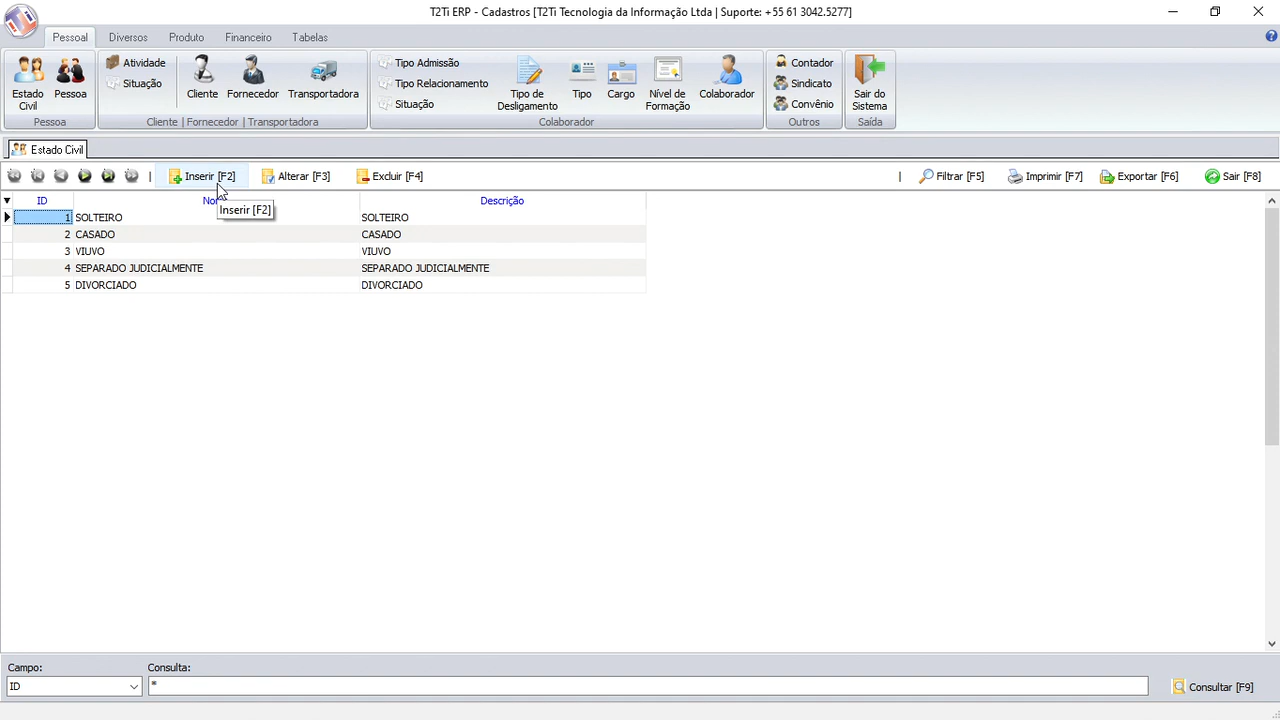 T2Ti ERP - Cadastros [T2Ti Tecnologia da Informação Ltda | Suporte: +55 61 3042.5277]
Pessoal Diversos Produto Financeiro Tabelas
Estado Civil
Pessoa
Pessoa
Atividade
Situação
Cliente
Fornecedor
Transportadora
Cliente | Fornecedor | Transportadora
Tipo Admissão
Tipo Relacionamento
Situação
Tipo de Desligamento
Tipo
Cargo
Nível de Formação
Colaborador
Colaborador
Contador
Sindicato
Convênio
Outros
Sair do Sistema
Saída
Estado Civil
| Inserir [F2] Alterar [F3] Excluir [F4] | Filtrar [F5] Imprimir [F7] Exportar [F6] Sair [F8]
Inserir [F2]
ID Descrição
1 SOLTEIRO SOLTEIRO
2 CASADO CASADO
3 VIUVO VIUVO
4 SEPARADO JUDICIALMENTE SEPARADO JUDICIALMENTE
5 DIVORCIADO DIVORCIADO
Campo: Consulta:
ID * Consultar [F9]